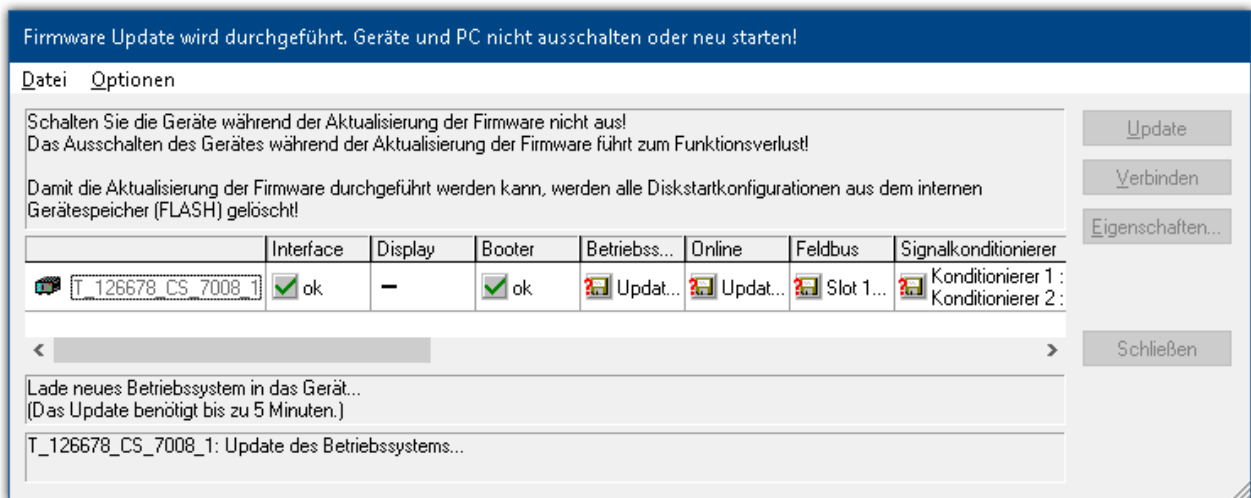 Firmware Update wird durchgeführt. Geräte und PC nicht ausschalten oder neu starten!
Datei Optionen
Schalten Sie die Geräte während der Aktualisierung der Firmware nicht aus!
Das Ausschalten des Gerätes während der Aktualisierung der Firmware führt zum Funktionsverlust!
Damit die Aktualisierung der Firmware durchgeführt werden kann, werden alle Diskstartkonfigurationen aus dem internen
Gerätespeicher (FLASH) gelöscht!
Update
Verbinden
Eigenschaften...
Interface Display Booter Betriebss... Online Feldbus Signalkonditionierer
T_126678_CS_7008_1 ok – ok Updat... Updat... Slot 1... Konditionierer 1 :
Konditionierer 2 :
Schließen
Lade neues Betriebssystem in das Gerät...
(Das Update benötigt bis zu 5 Minuten.)
T_126678_CS_7008_1: Update des Betriebssystems...